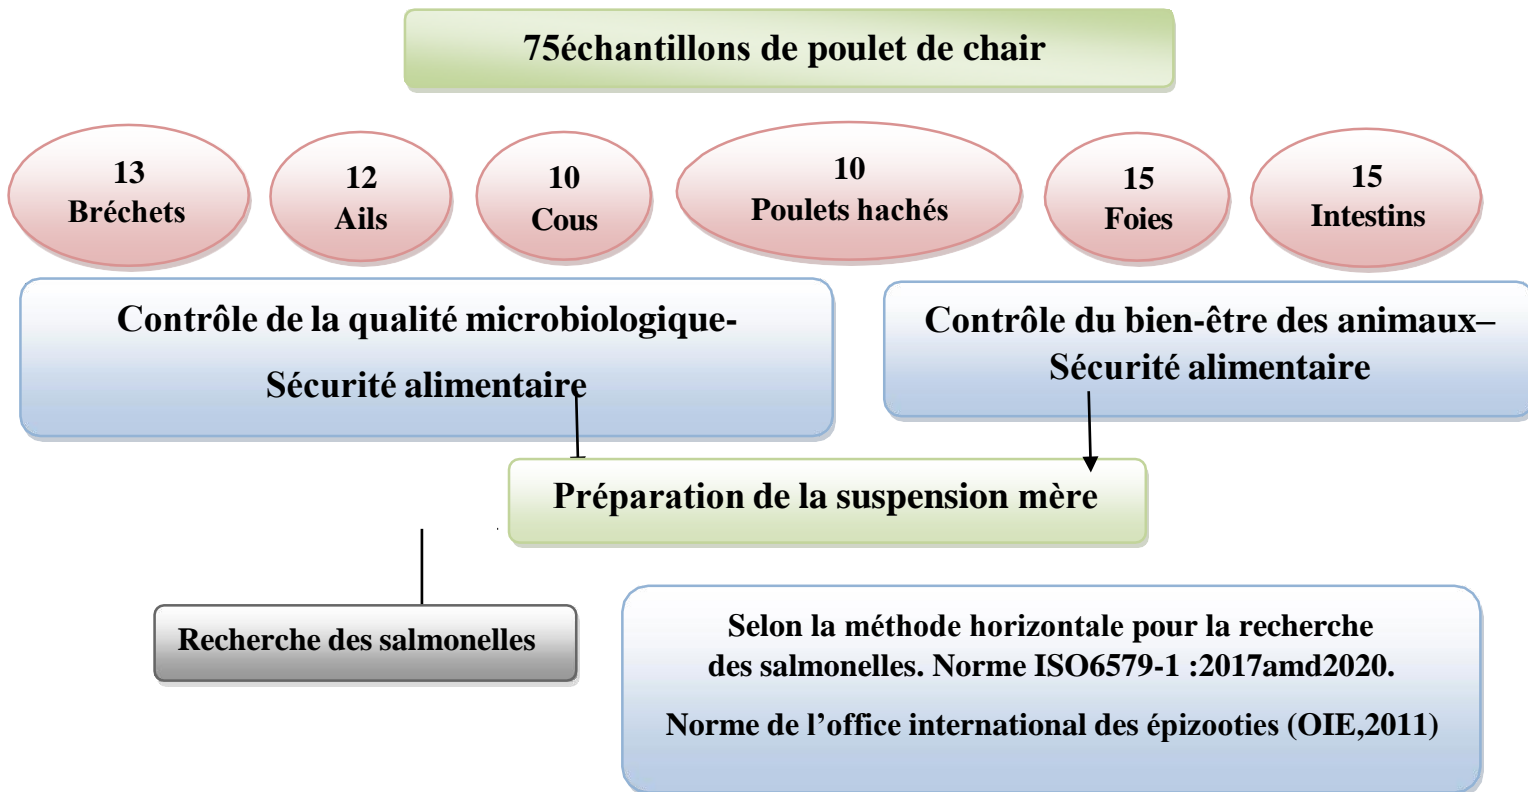 75échantillons de poulet de chair
13
Bréchets
12
Ails
10
Cous
10
Poulets hachés
15
Foies
15
Intestins
Contrôle de la qualité microbiologique-
Sécurité alimentaire
Contrôle du bien-être des animaux–
Sécurité alimentaire
Préparation de la suspension mère
Recherche des salmonelles
Selon la méthode horizontale pour la recherche
des salmonelles. Norme ISO6579-1 :2017amd2020.
Norme de l’office international des épizooties (OIE,2011)